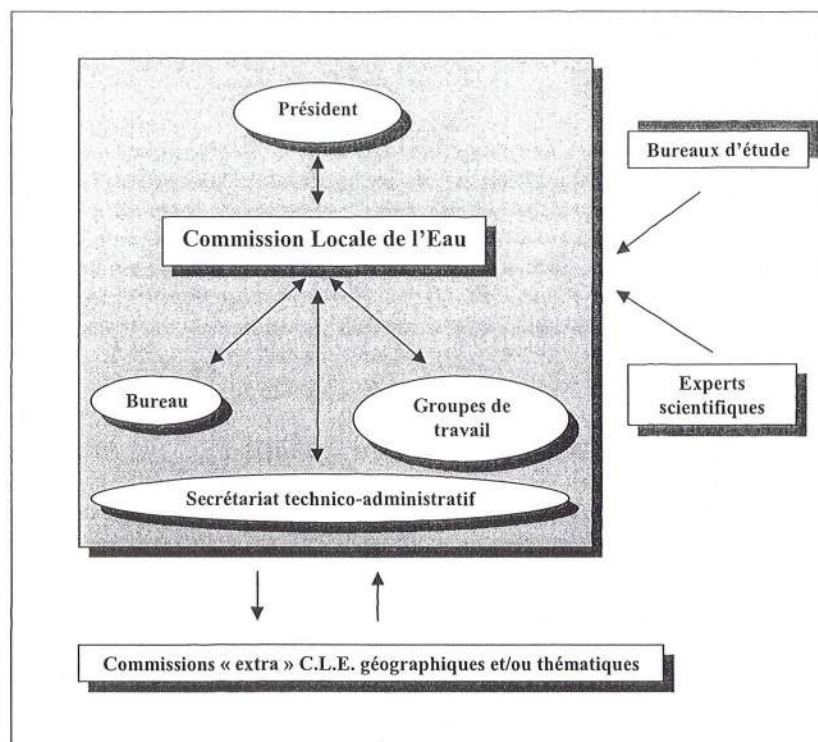 Président
Bureaux d'étude
Commission Locale de l'Eau
Bureau
Groupes de
travail
Experts
scientifiques
Secrétariat technico-administratif
Commissions « extra » C.L.E. géographiques et/ou thématiques